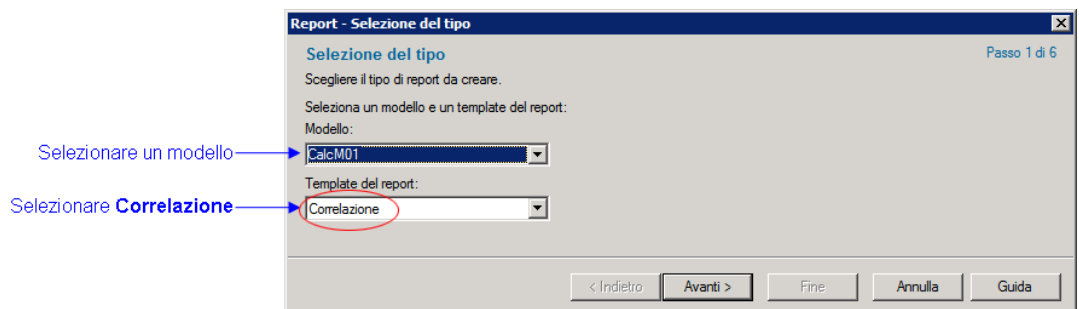 Report - Selezione del tipo
Selezione del tipo
Passo 1 di 6
Scegliere il tipo di report da creare.
Seleziona un modello e un template del report:
Modello:
Selezionare un modello
CalcM01
Template del report:
Selezionare Correlazione
Correlazione
< Indietro
Avanti >
Fine
Annulla
Guida